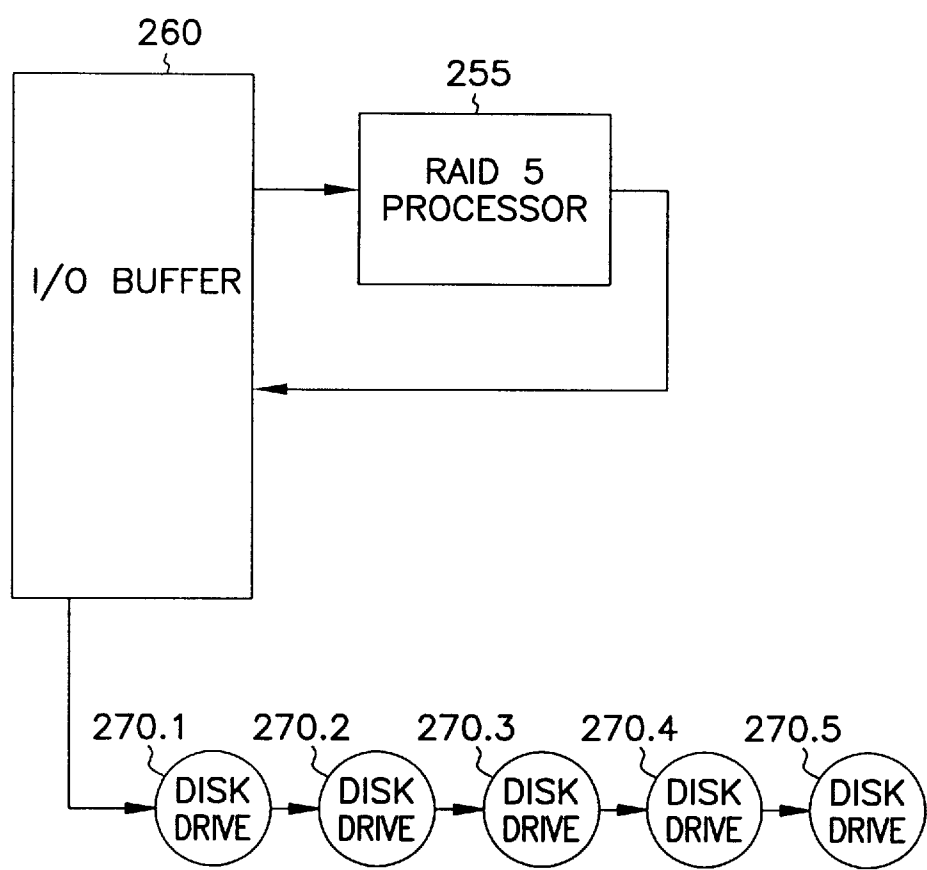 260
255
RAID 5
PROCESSOR
I/O BUFFER
270.1
270.2
270.3
270.4
270.5
DISK
DRIVE
DISK
DRIVE
DISK
DRIVE
DISK
DRIVE
DISK
DRIVE